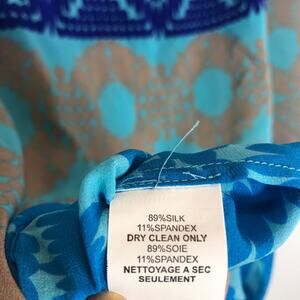 89%SILK
11%SPANDEX
DRY CLEAN ONLY
89%SOIE
11%SPANDEX
NETTOYAGE A SEC
SEULEMENT